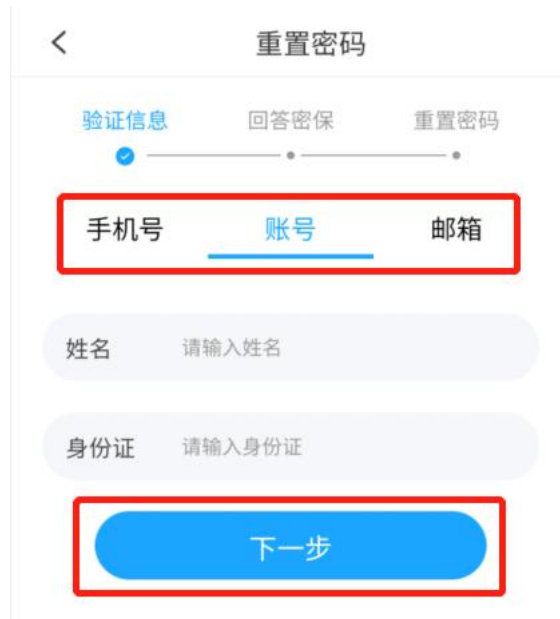 重置密码
验证信息 回答密保 重置密码
手机号 账号 邮箱
姓名 请输入姓名
身份证 请输入身份证
下一步